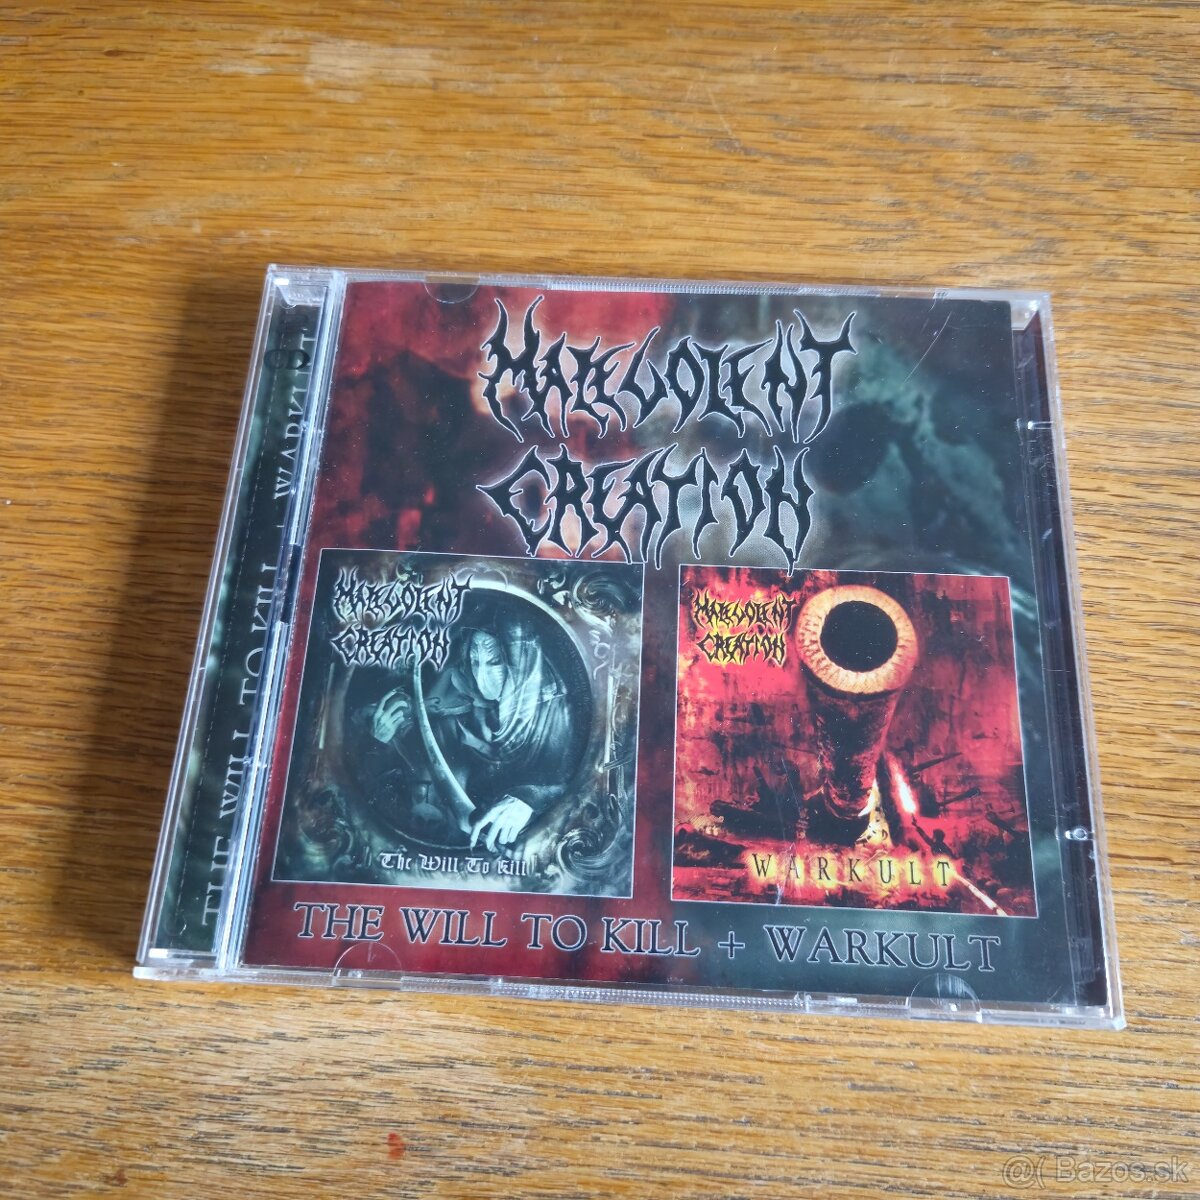 MALEVOLENT
CREATION
MALEVOLENT
CREATION
The Will To Kill
MALEVOLENT
CREATION
WARKULT
THE WILL TO KILL + WARKULT
THE WILL TO KILL + WARKULT
@( Bazos.sk